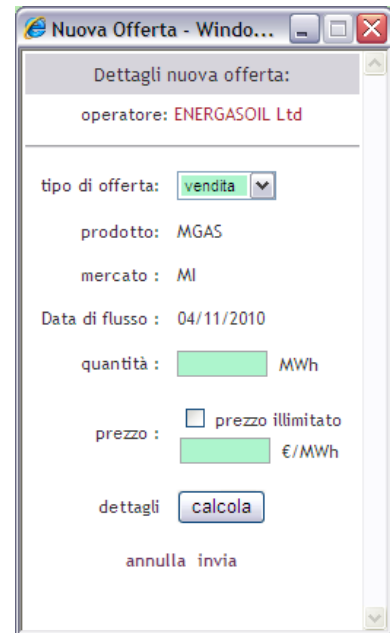 Nuova Offerta - Windo...
Dettagli nuova offerta:
operatore: ENERGASOIL Ltd
tipo di offerta: vendita
prodotto: MGAS
mercato : MI
Data di flusso : 04/11/2010
quantità : MWh
prezzo illimitato
prezzo :
€/MWh
dettagli calcola
annulla invia